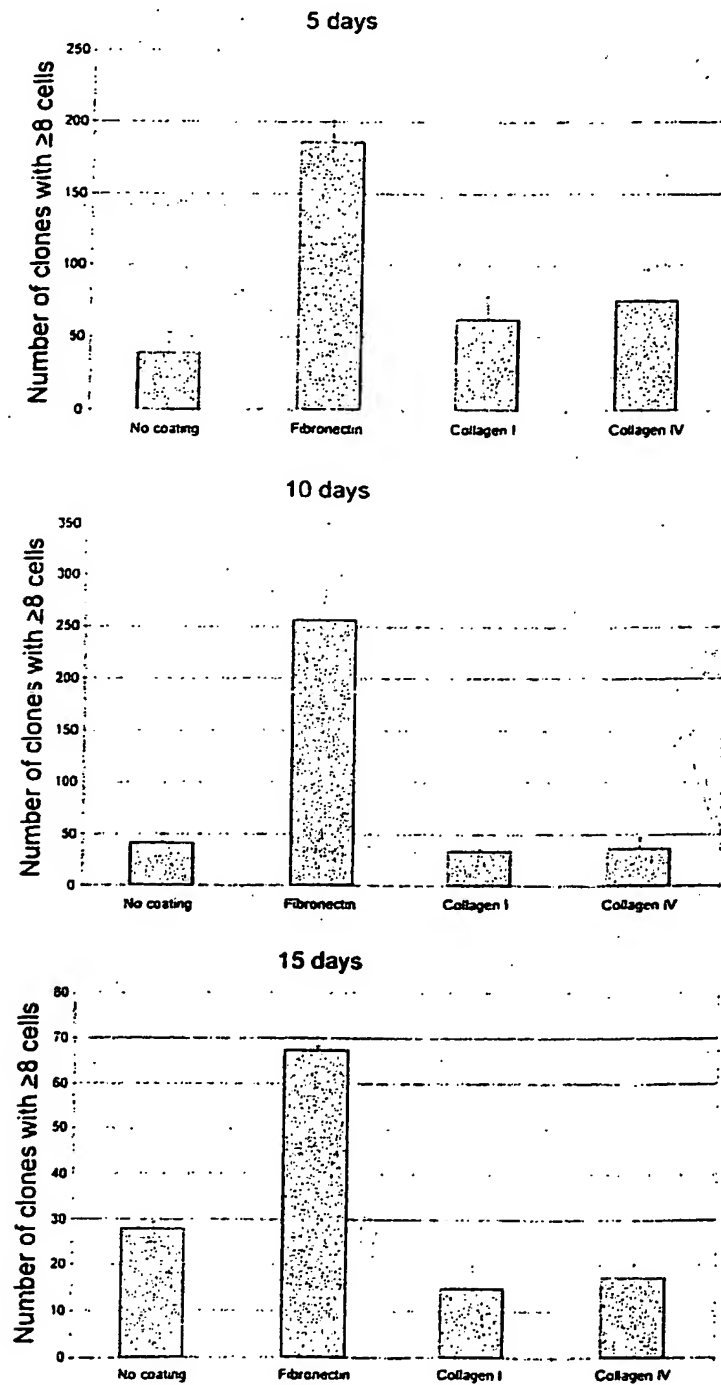 5 days
Number of clones with ≥8 cells
250
200
150
100
50
0
No coating
Fibronectin
Collagen I
Collagen IV
10 days
Number of clones with ≥8 cells
350
300
250
200
150
100
50
0
No coating
Fibronectin
Collagen I
Collagen IV
15 days
Number of clones with ≥8 cells
80
70
60
50
40
30
20
10
0
No coating
Fibronectin
Collagen I
Collagen IV